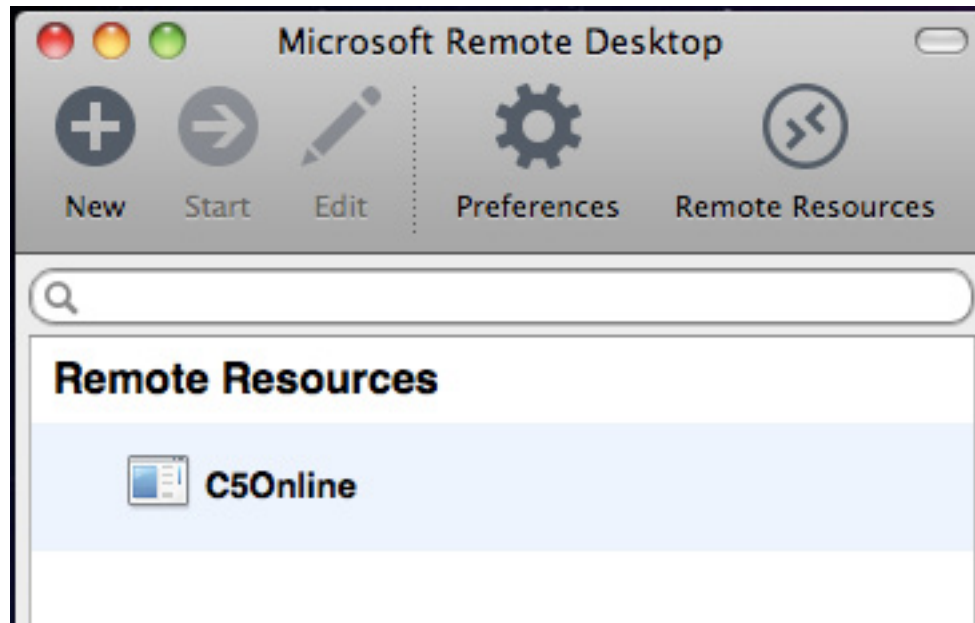 Microsoft Remote Desktop
New Start Edit Preferences Remote Resources
Remote Resources
C5Online